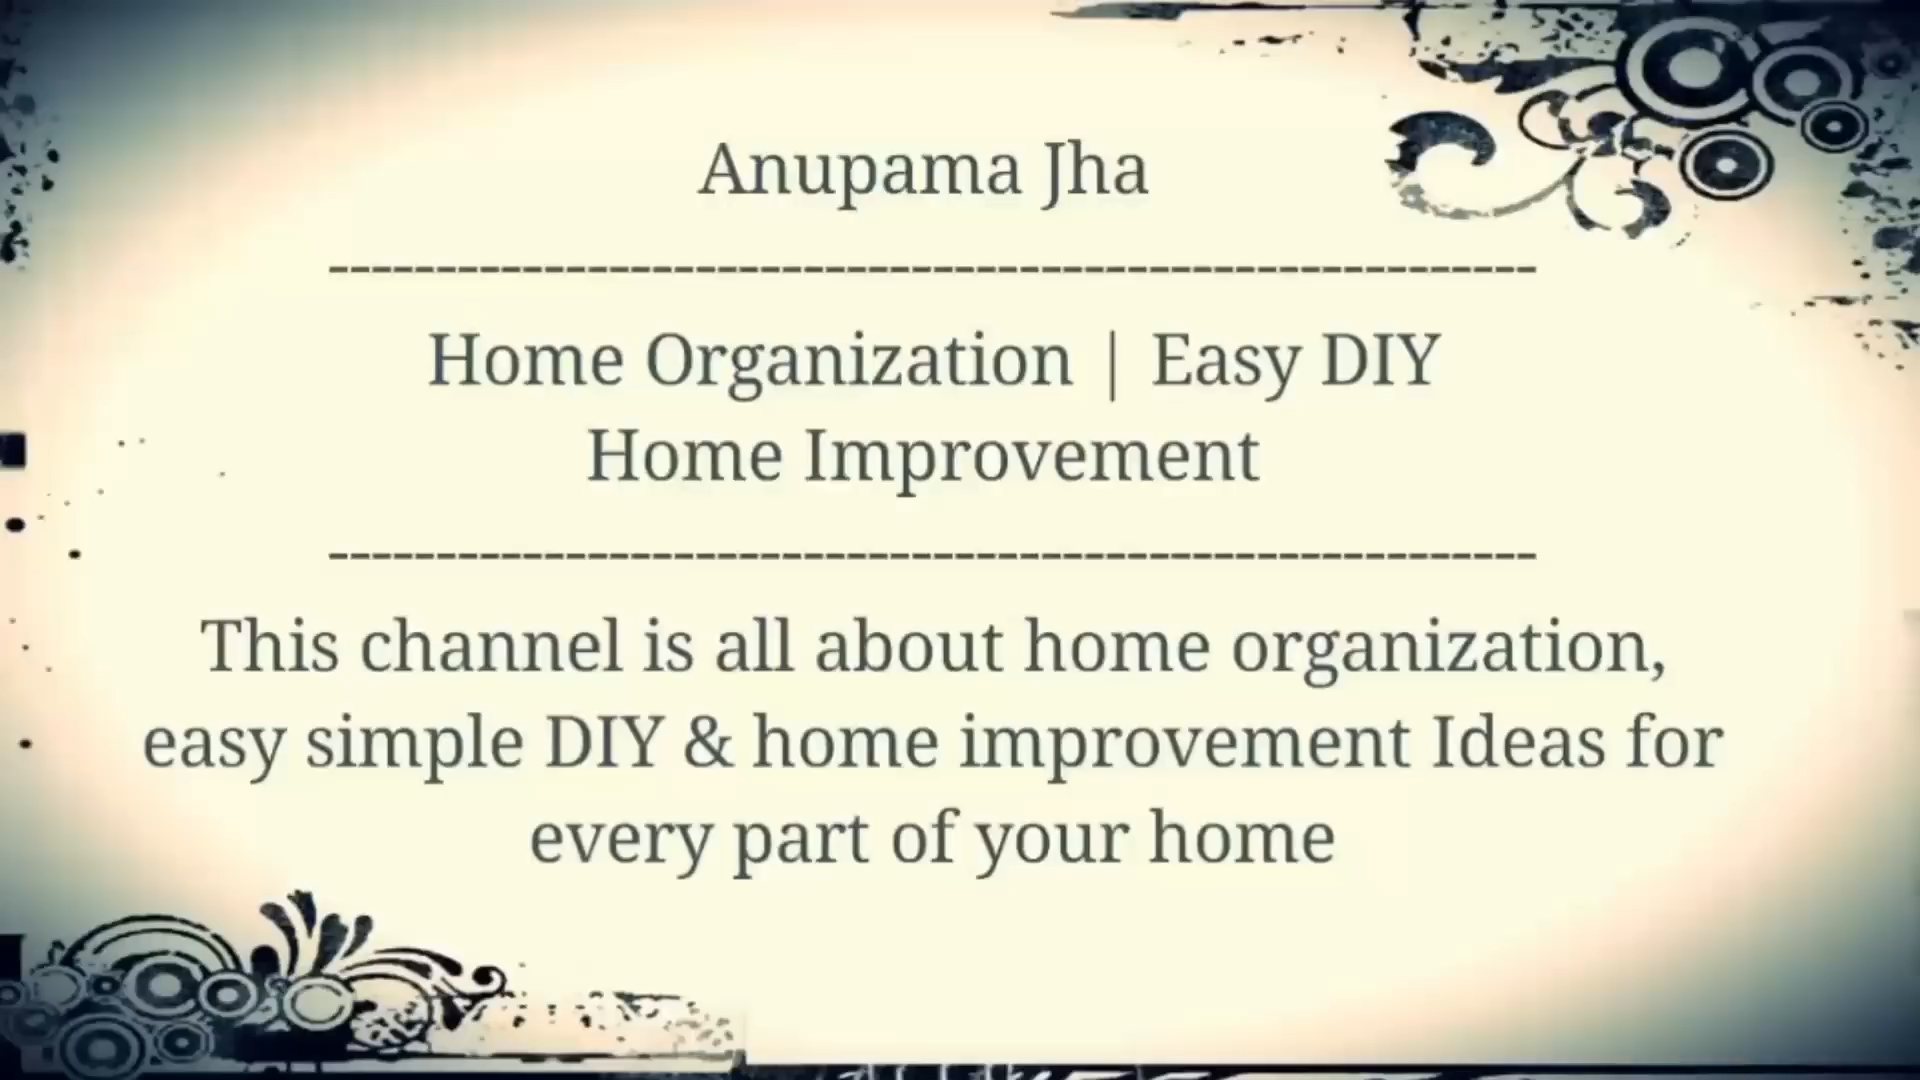 Anupama Jha
--------------------------------------------------------
Home Organization | Easy DIY
Home Improvement
--------------------------------------------------------
This channel is all about home organization,
easy simple DIY & home improvement Ideas for
every part of your home